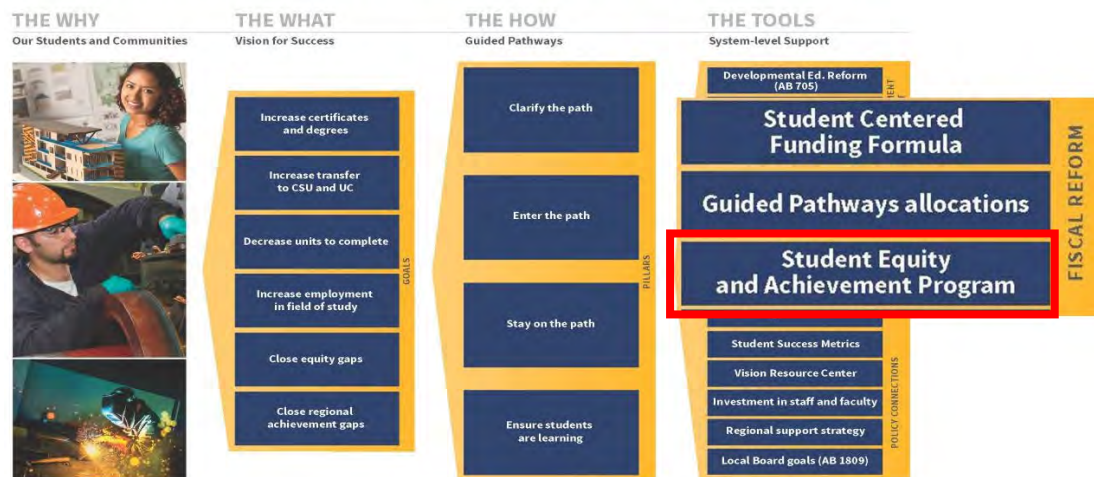 THE WHY
Our Students and Communities
THE WHAT
Vision for Success
Increase certificates
and degrees
Increase transfer
to CSU and UC
Decrease units to complete
Increase employment
in field of study
Close equity gaps
Close regional
achievement gaps
GOALS
THE HOW
Guided Pathways
Clarify the path
Enter the path
Stay on the path
Ensure students
are learning
PILLARS
THE TOOLS
System-level Support
Developmental Ed. Reform
(AB 705)
Student Centered
Funding Formula
Guided Pathways allocations
Student Equity
and Achievement Program
FISCAL REFORM
Student Success Metrics
Vision Resource Center
Investment in staff and faculty
Regional support strategy
Local Board goals (AB 1809)
POLICY CONNECTIONS